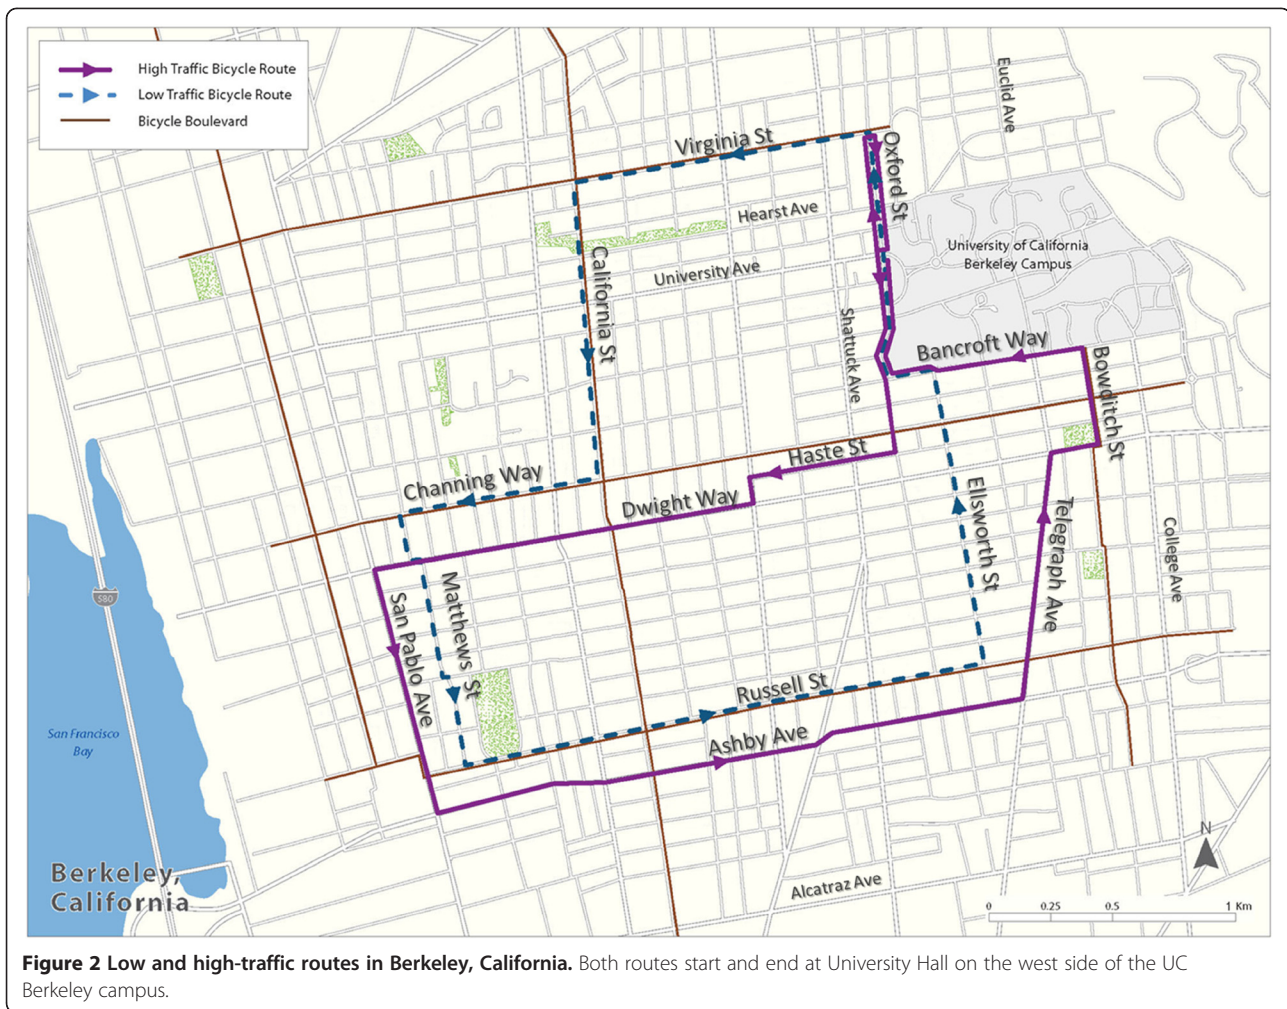 High Traffic Bicycle Route
Low Traffic Bicycle Route
Bicycle Boulevard
Euclid Ave
Virginia St
Oxford St
Hearst Ave
University of California
Berkeley Campus
University Ave
California St
Shattuck Ave
Bancroft Way
Bowditch St
Haste St
Channing Way
Dwight Way
Ellsworth St
Telegraph Ave
College Ave
580
Matthews St
San Pablo Ave
Russell St
San Francisco
Bay
Ashby Ave
N
Berkeley,
California
Alcatraz Ave
0 0.25 0.5 1 Km
Figure 2 Low and high-traffic routes in Berkeley, California. Both routes start and end at University Hall on the west side of the UC
Berkeley campus.